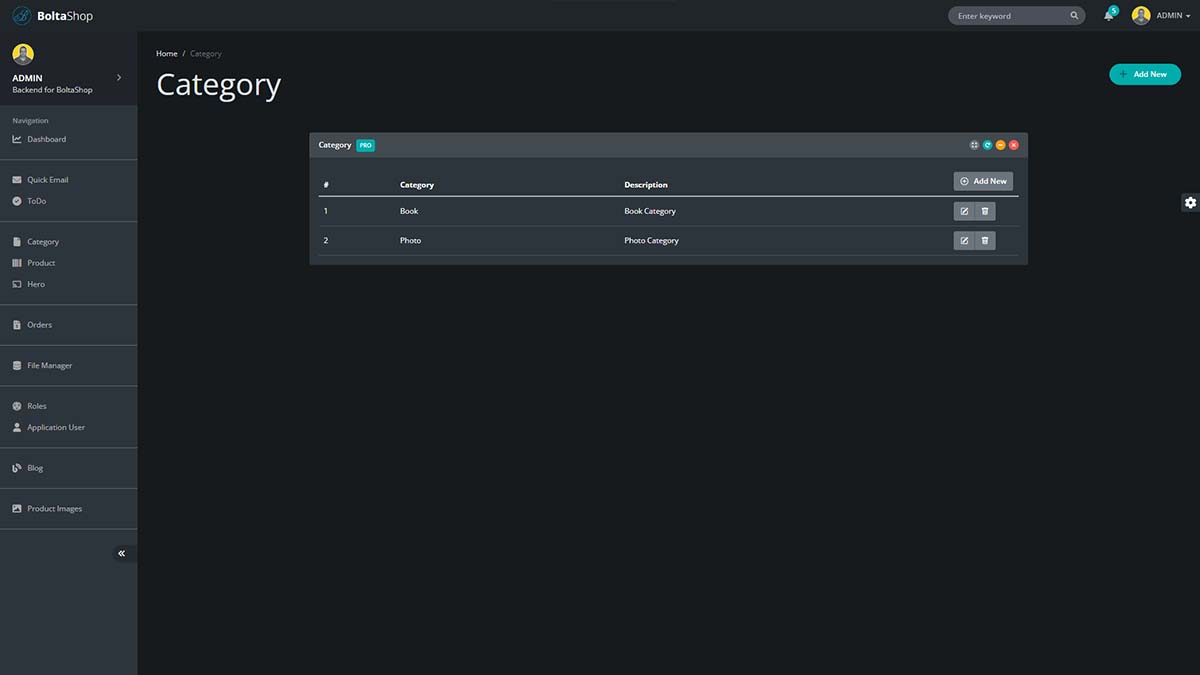 BoltaShop
Enter keyword
5
ADMIN
ADMIN
Backend for BoltaShop
Navigation
Dashboard
Quick Email
ToDo
Category
Product
Hero
Orders
File Manager
Roles
Application User
Blog
Product Images
Home / Category
Category
Add New
Category PRO
# Category Description Add New
1 Book Book Category
2 Photo Photo Category